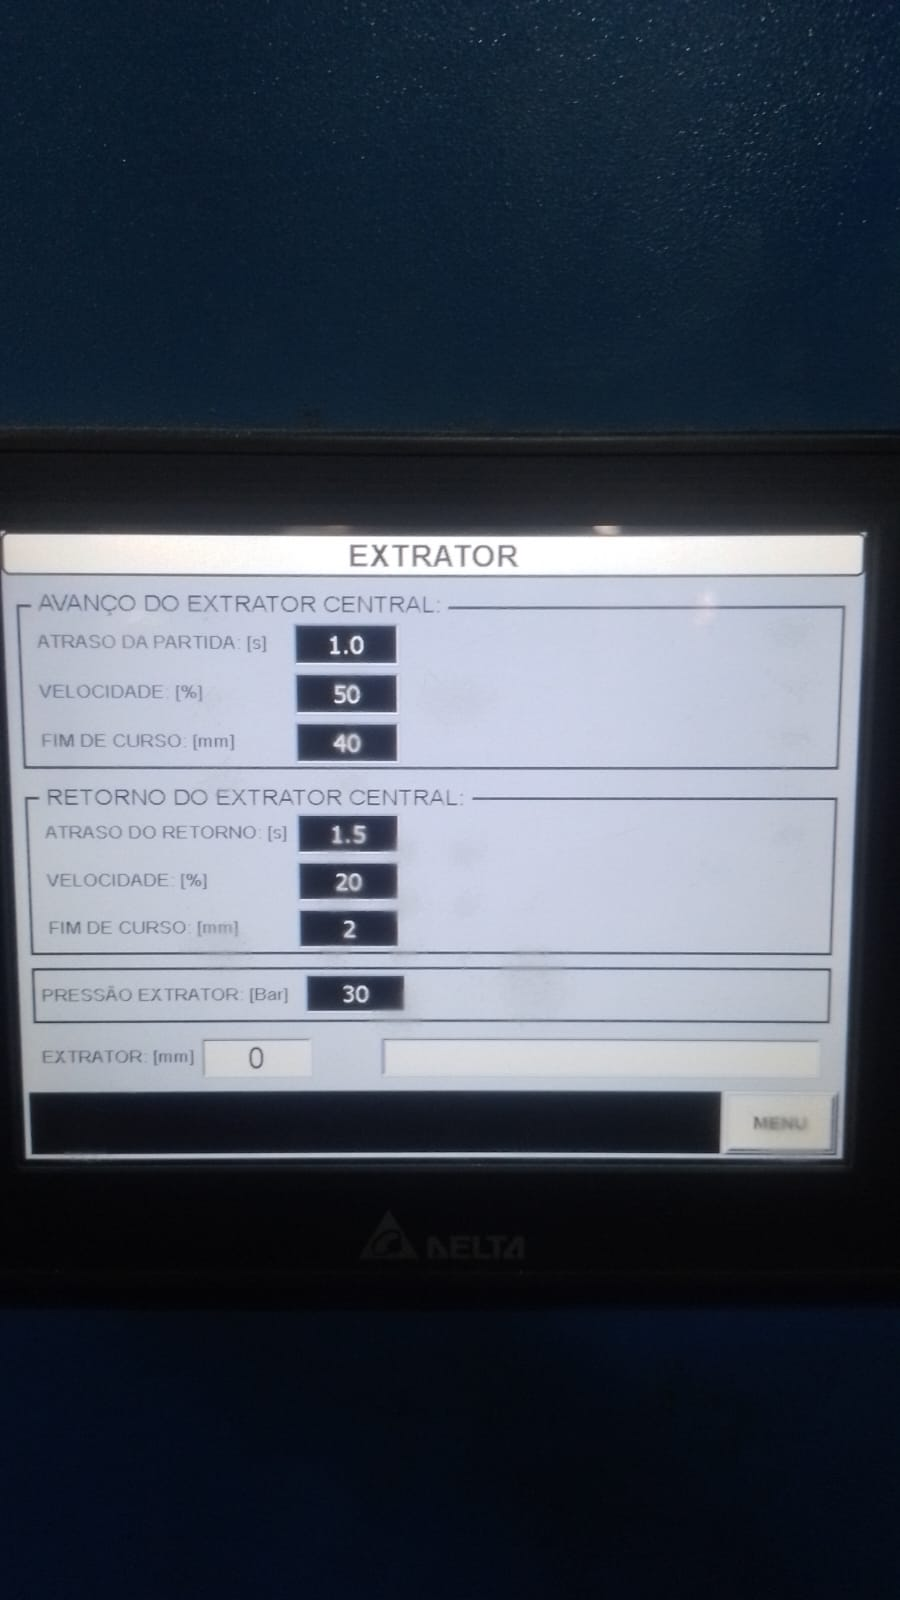 EXTRATOR
AVANÇO DO EXTRATOR CENTRAL:
ATRASO DA PARTIDA: [s] 1.0
VELOCIDADE: [%] 50
FIM DE CURSO: [mm] 40
RETORNO DO EXTRATOR CENTRAL:
ATRASO DO RETORNO: [s] 1.5
VELOCIDADE: [%] 20
FIM DE CURSO: [mm] 2
PRESSÃO EXTRATOR: [Bar] 30
EXTRATOR: [mm] 0
MENU
NELTA